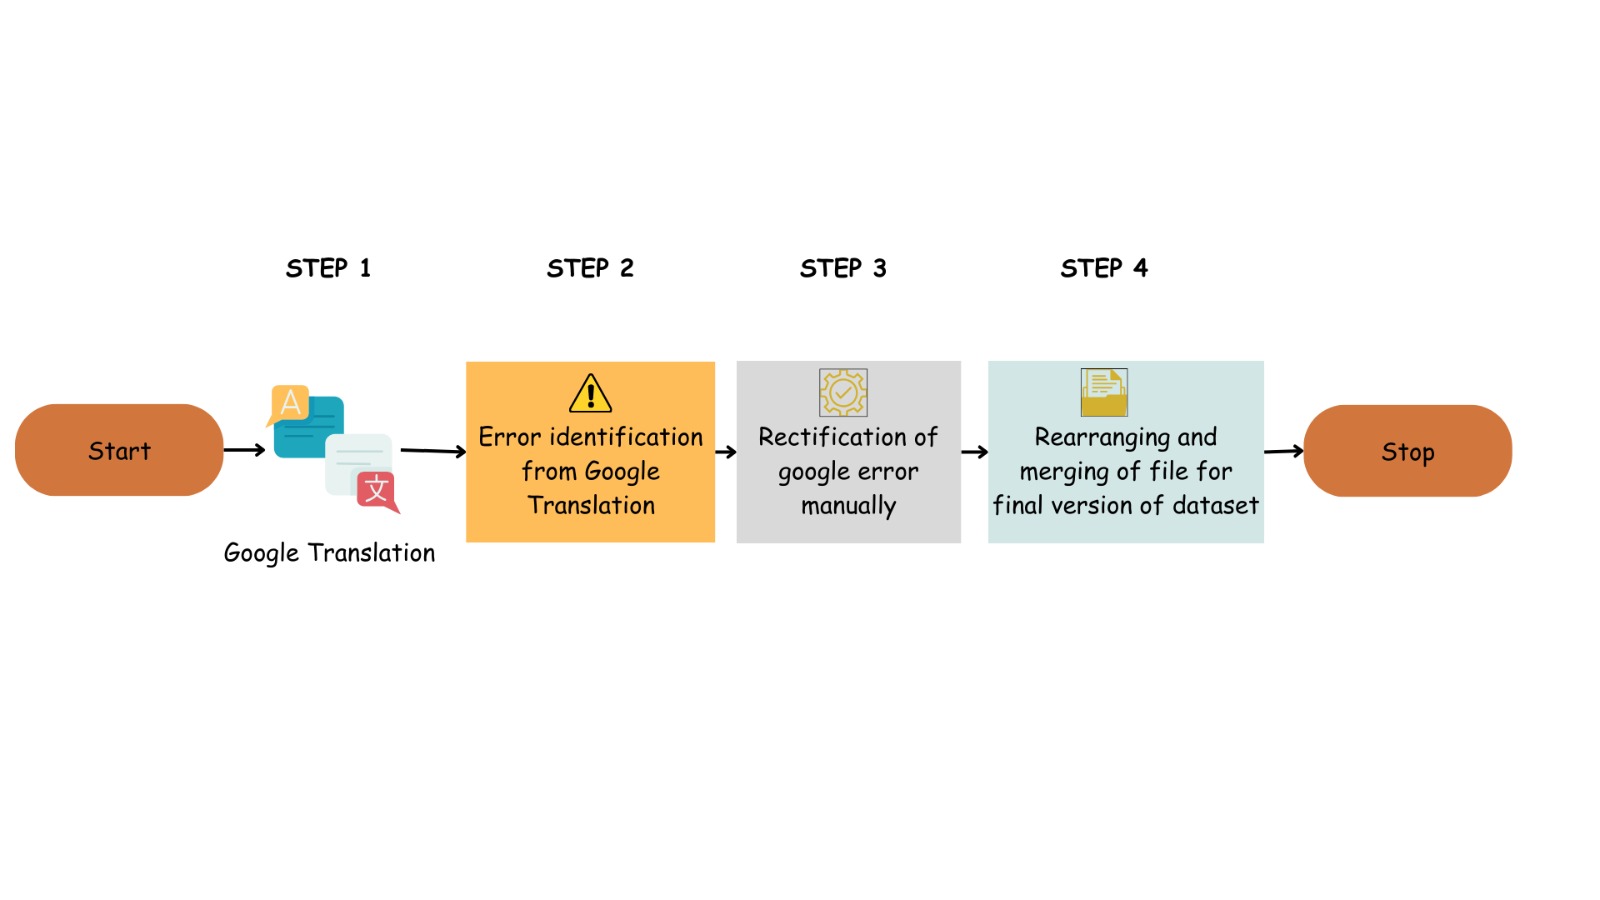 STEP 1
STEP 2
STEP 3
STEP 4
Start
A
文
Google Translation
Error identification
from Google
Translation
Rectification of
google error
manually
Rearranging and
merging of file for
final version of dataset
Stop